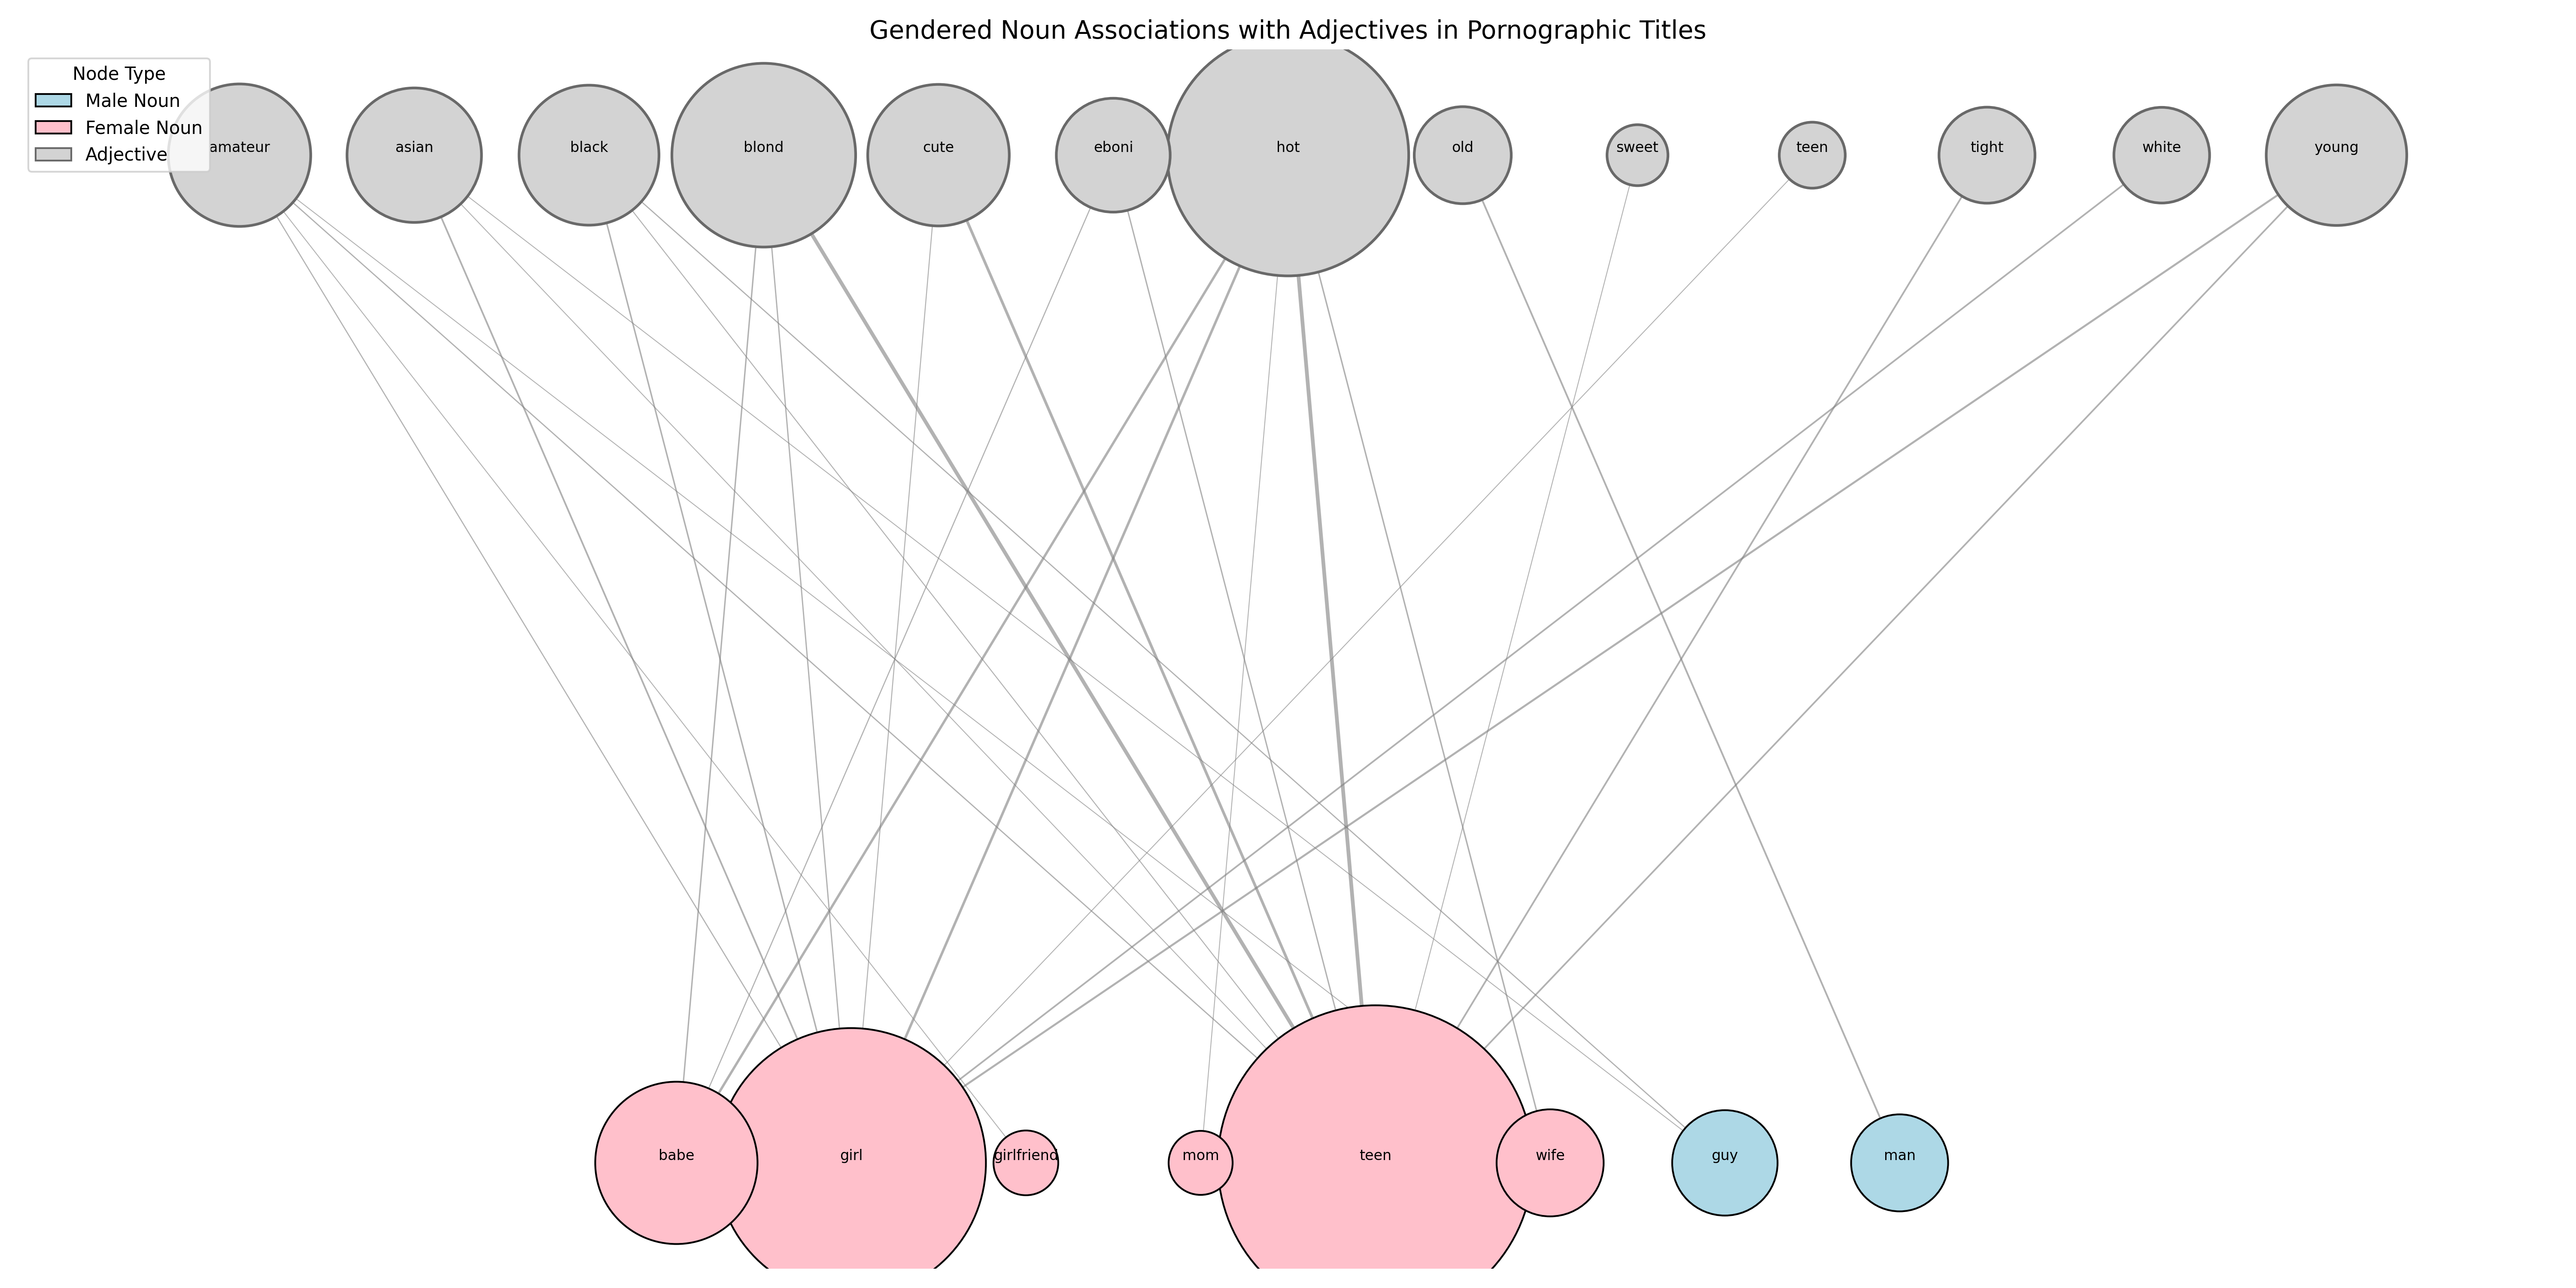 Gendered Noun Associations with Adjectives in Pornographic Titles
Node Type
Male Noun
Female Noun
Adjective
amateur
asian
black
blond
cute
eboni
hot
old
sweet
teen
tight
white
young
babe
girl
girlfriend
mom
teen
wife
guy
man